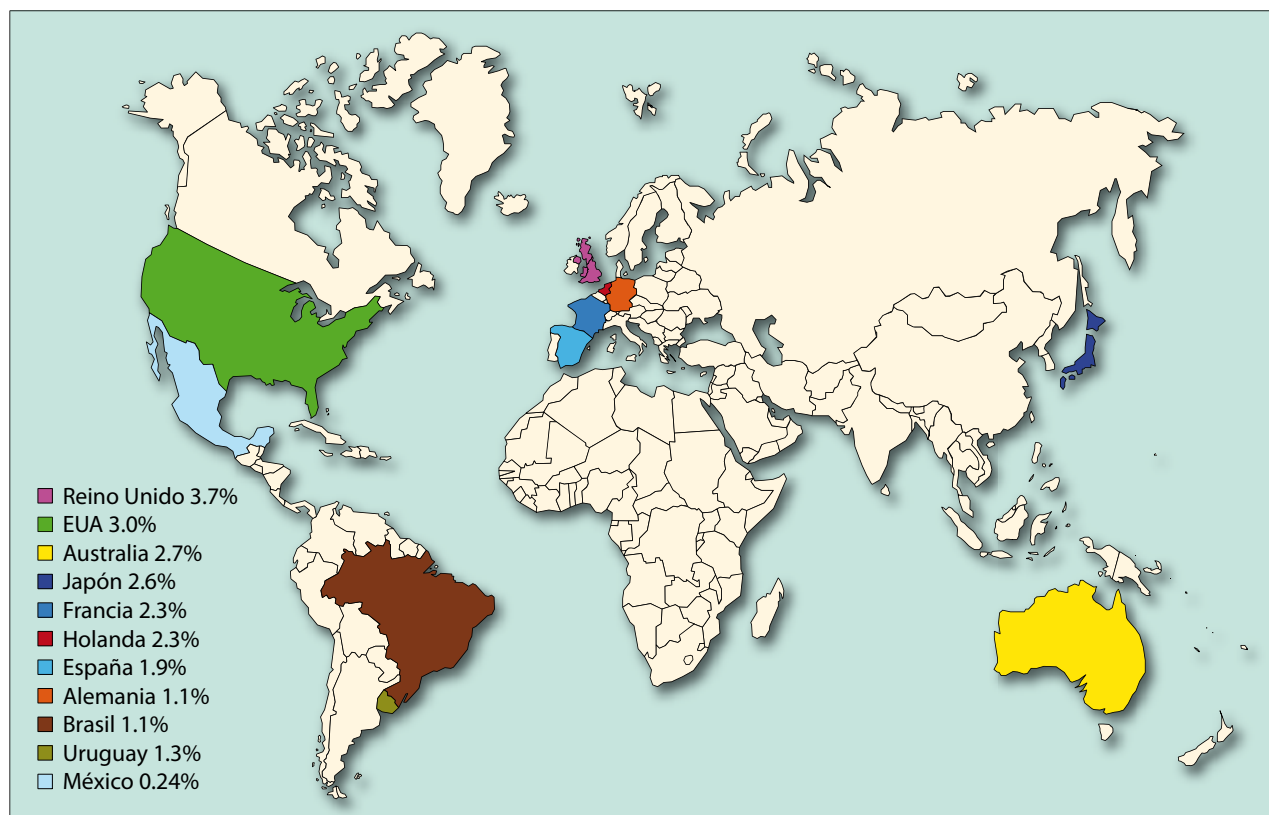 Reino Unido 3.7%
EUA 3.0%
Australia 2.7%
Japón 2.6%
Francia 2.3%
Holanda 2.3%
España 1.9%
Alemania 1.1%
Brasil 1.1%
Uruguay 1.3%
México 0.24%